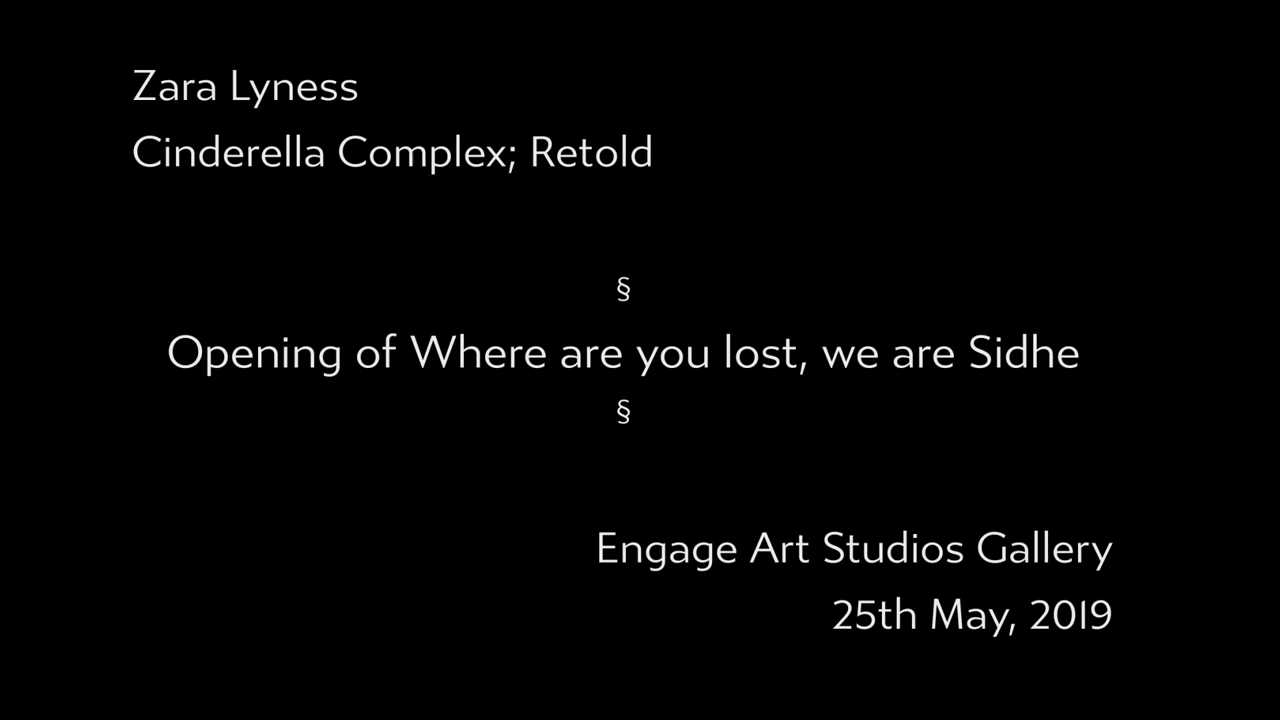 Zara Lyness
Cinderella Complex; Retold
§
Opening of Where are you lost, we are Sidhe
§
Engage Art Studios Gallery
25th May, 2019